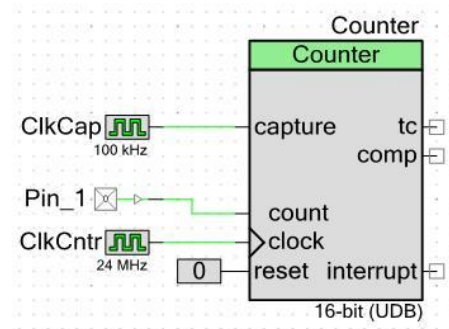 Counter
Counter
ClkCap
100 kHz
capture
tc
comp
Pin_1
count
ClkCntr
24 MHz
clock
0
reset
interrupt
16-bit (UDB)